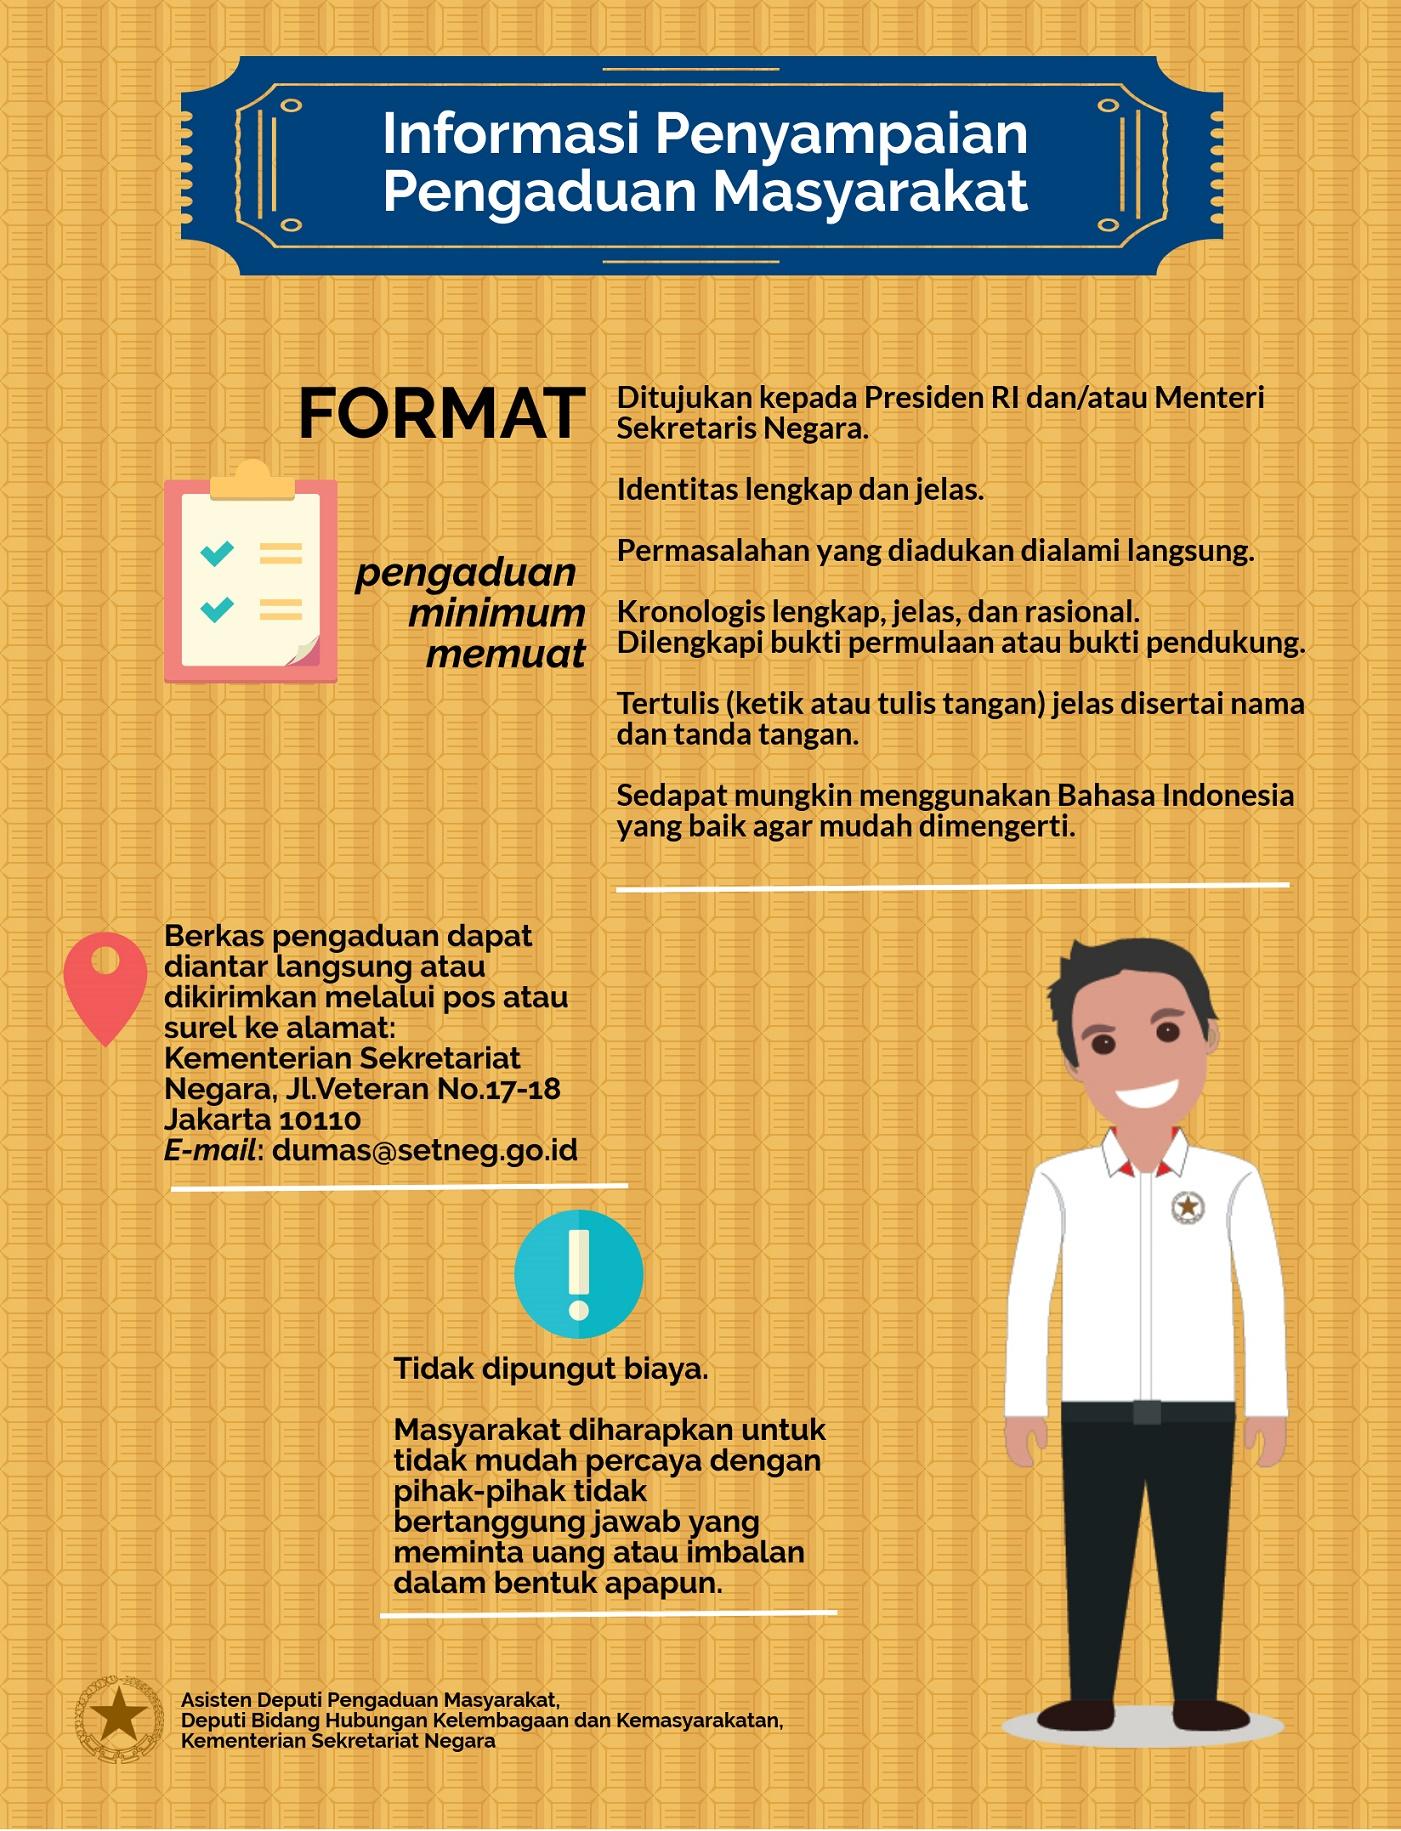 Informasi Penyampaian
Pengaduan Masyarakat
FORMAT
pengaduan
minimum
memuat
Ditujukan kepada Presiden RI dan/atau Menteri
Sekretaris Negara.
Identitas lengkap dan jelas.
Permasalahan yang diadukan dialami langsung.
Kronologis lengkap, jelas, dan rasional.
Dilengkapi bukti permulaan atau bukti pendukung.
Tertulis (ketik atau tulis tangan) jelas disertai nama
dan tanda tangan.
Sedapat mungkin menggunakan Bahasa Indonesia
yang baik agar mudah dimengerti.
Berkas pengaduan dapat
diantar langsung atau
dikirimkan melalui pos atau
surel ke alamat:
Kementerian Sekretariat
Negara, Jl.Veteran No.17-18
Jakarta 10110
E-mail: dumas@setneg.go.id
Tidak dipungut biaya.
Masyarakat diharapkan untuk
tidak mudah percaya dengan
pihak-pihak tidak
bertanggung jawab yang
meminta uang atau imbalan
dalam bentuk apapun.
Asisten Deputi Pengaduan Masyarakat,
Deputi Bidang Hubungan Kelembagaan dan Kemasyarakatan,
Kementerian Sekretariat Negara